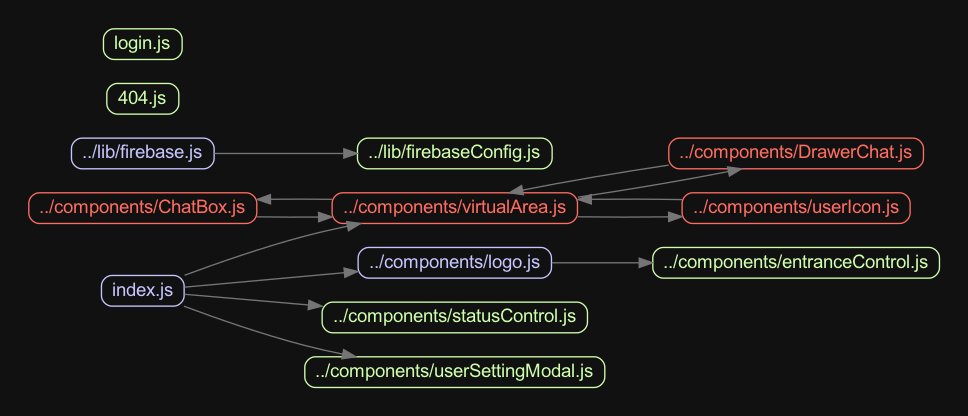 login.js
404.js
../lib/firebase.js
../lib/firebaseConfig.js
../components/DrawerChat.js
../components/ChatBox.js
../components/virtualArea.js
../components/userIcon.js
index.js
../components/logo.js
../components/entranceControl.js
../components/statusControl.js
../components/userSettingModal.js